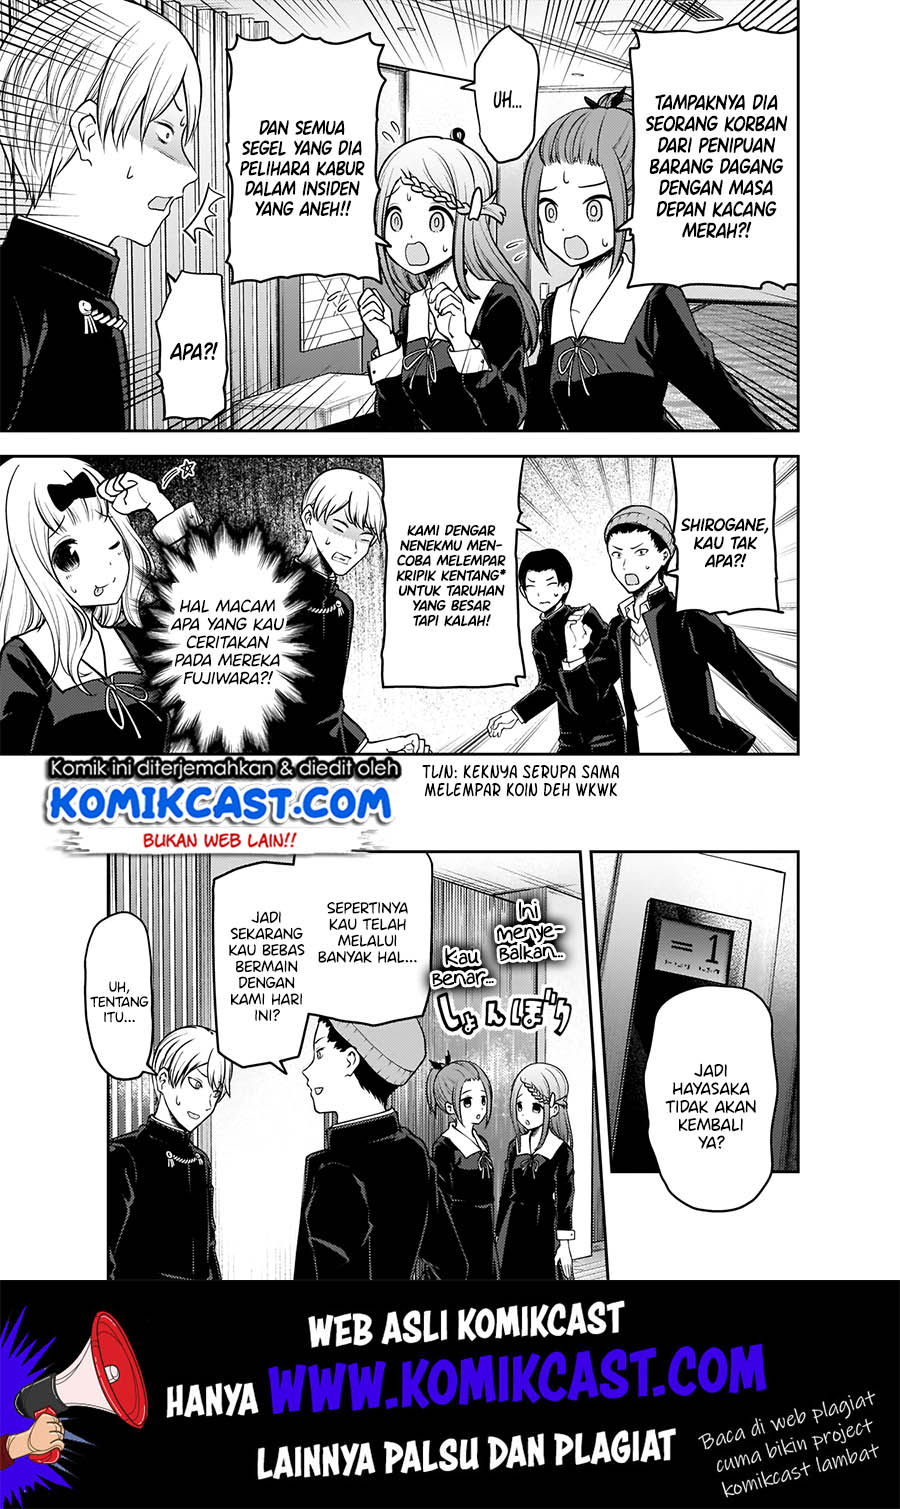 TAMPAKNYA DIA
SEORANG KORBAN
DARI PENIPUAN
BARANG DAGANG
DENGAN MASA
DEPAN KACANG
MERAH?!
UH...
DAN SEMUA
SEGEL YANG DIA
PELIHARA KABUR
DALAM INSIDEN
YANG ANEH!!
APA?!
SHIROGANE,
KAU TAK
APA?!
KAMI DENGAR
NENEKMU MEN-
COBA MELEMPAR
KRIPIK KENTANG*
UNTUK TARUHAN
YANG BESAR
TAPI KALAH!
HAL MACAM
APA YANG KAU
CERITAKAN
PADA MEREKA
FUJIWARA?!
Komik ini diterjemahkan & diedit oleh
KOMIKCAST.COM
BUKAN WEB LAIN!!
TL/N: KEKNYA SERUPA SAMA
MELEMPAR KOIN DEH WKWK
= 1
JADI
HAYASAKA
TIDAK AKAN
KEMBALI
YA?
Ini
menye-
balkan...
Kau
benar...
しょんぼり
SEPERTINYA
KAU TELAH
MELALUI
BANYAK HAL...
JADI
SEKARANG
KAU BEBAS
BERMAIN
DENGAN
KAMI HARI
INI?
UH,
TENTANG
ITU...
WEB ASLI KOMIKCAST
HANYA WWW.KOMIKCAST.COM
LAINNYA PALSU DAN PLAGIAT
Baca di web plagiat
cuma bikin project
komikcast lambat